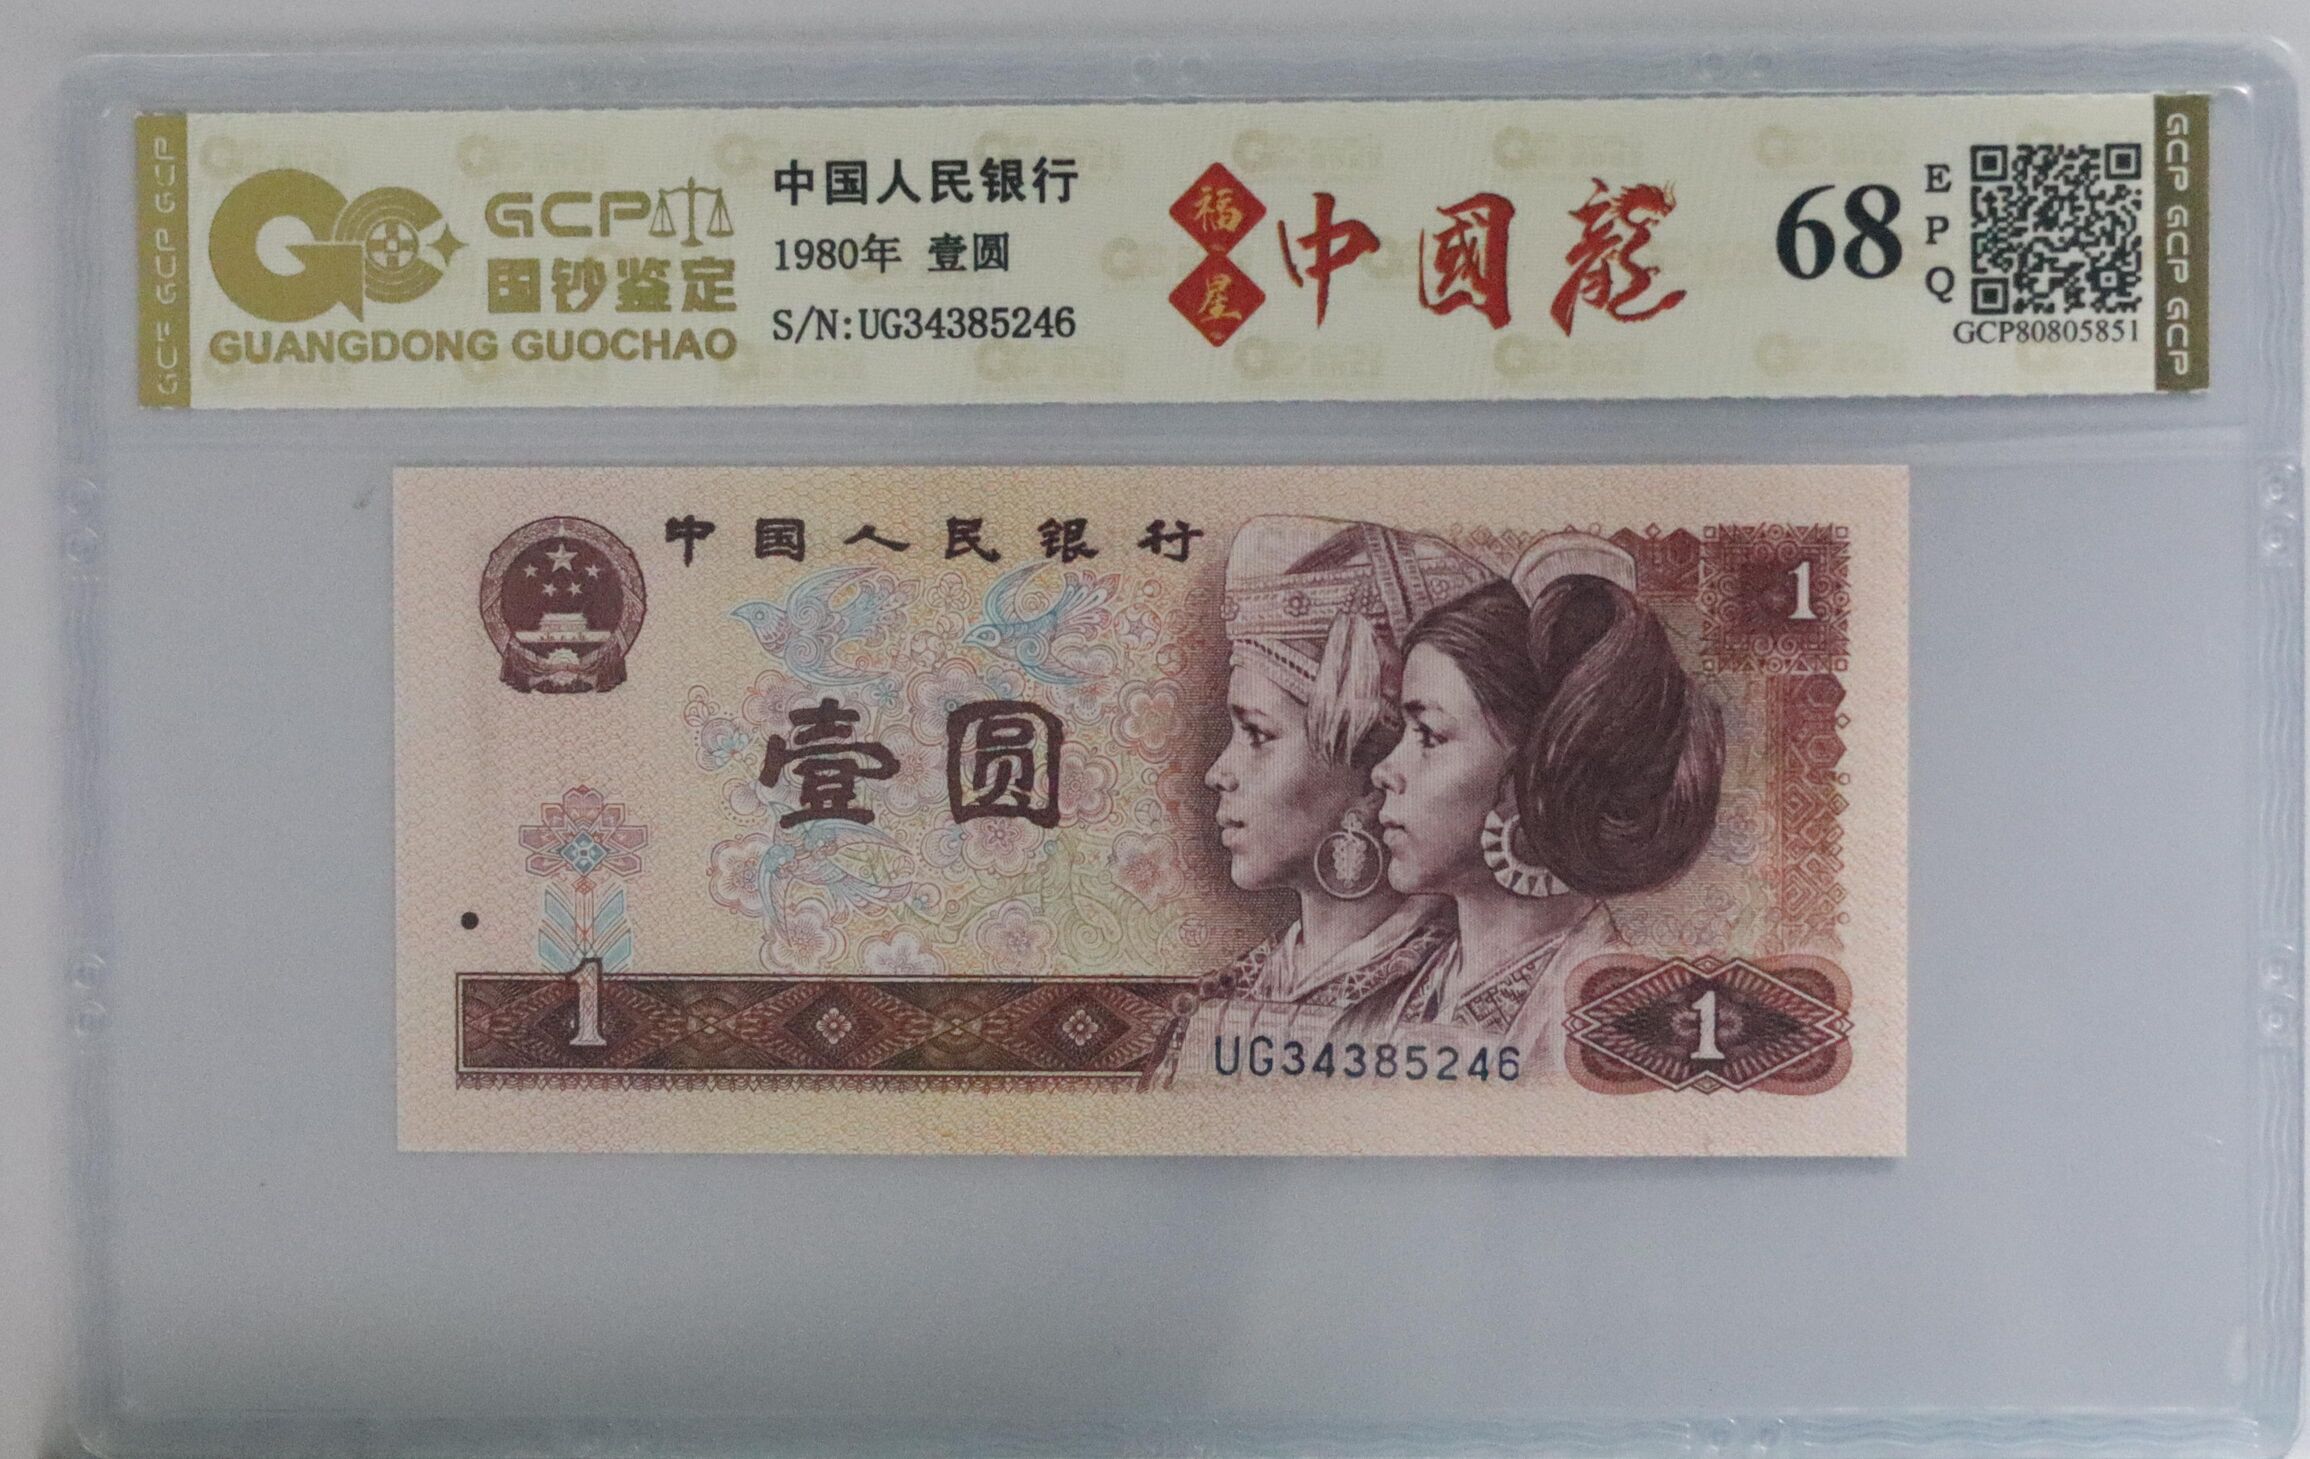 GCP GCP GCP GCP
GCP
国钞鉴定
GUANGDONG GUOCHAO
中国人民银行
1980年 壹圆
S/N:UG34385246
福星
中國龍
68
EPQ
GCP80805851
GCP GCP GCP
中国人民银行
1
壹圆
1
UG34385246
1